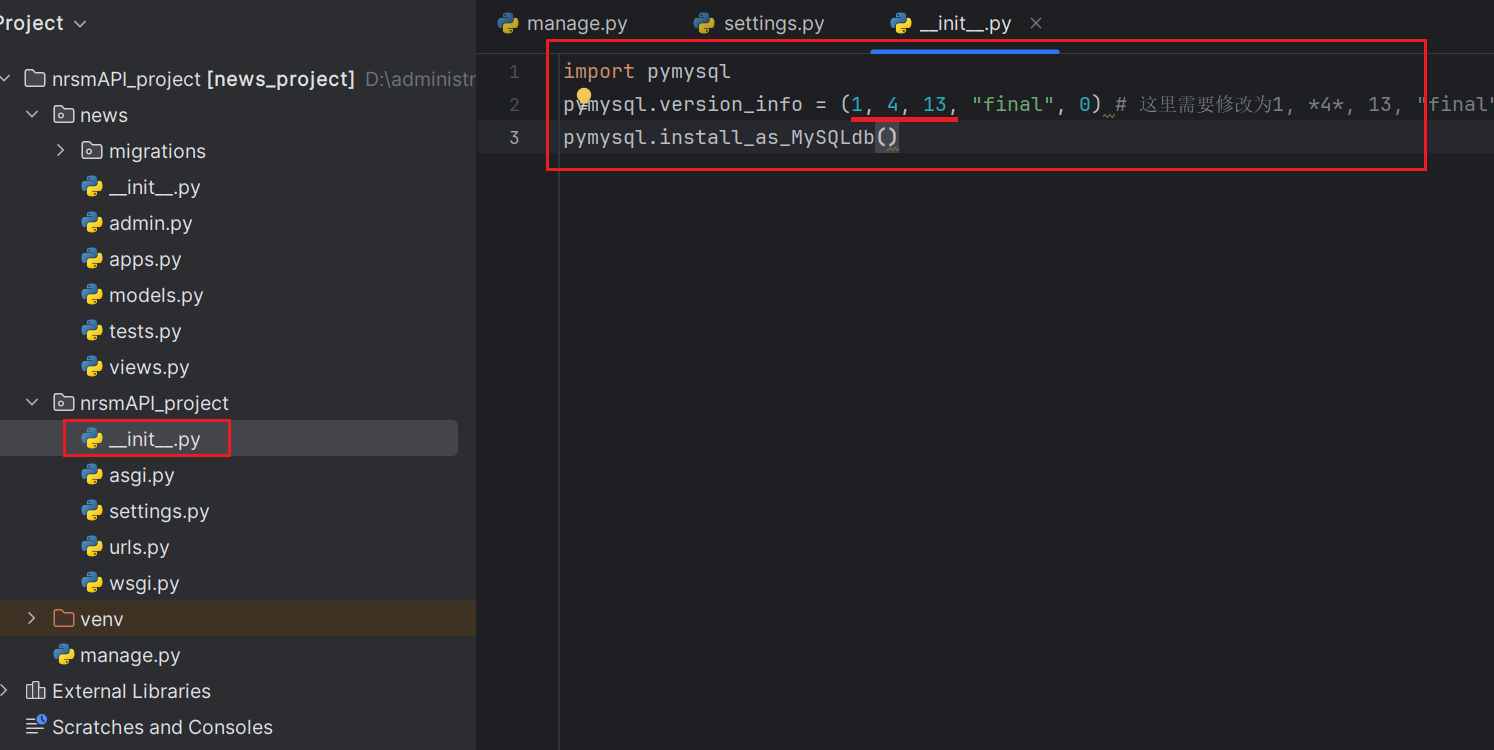 Project
manage.py
settings.py
__init__.py
nrsmAPI_project [news_project] D:\administr
news
migrations
__init__.py
admin.py
apps.py
models.py
tests.py
views.py
nrsmAPI_project
__init__.py
asgi.py
settings.py
urls.py
wsgi.py
venv
manage.py
External Libraries
Scratches and Consoles
1 import pymysql
2 pymysql.version_info = (1, 4, 13, "final", 0) # 这里需要修改为1, *4*, 13, "final"
3 pymysql.install_as_MySQLdb()